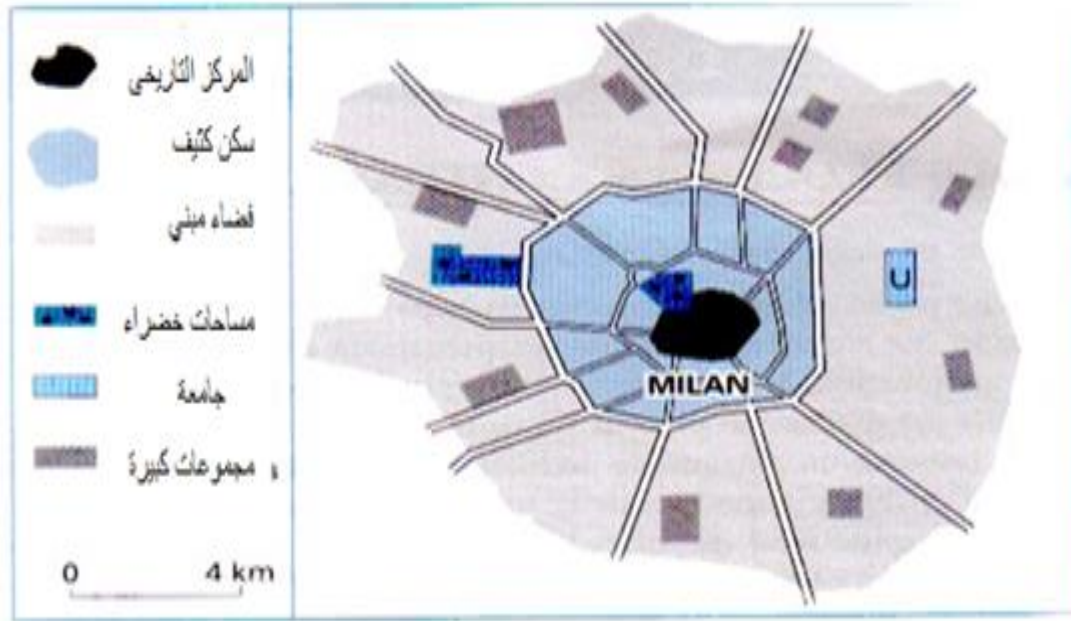 المركز التاريخي
سكن كثيف
فضاء مبني
مساحات خضراء
جامعة
مجموعات كبيرة
0 4 km
U
MILAN